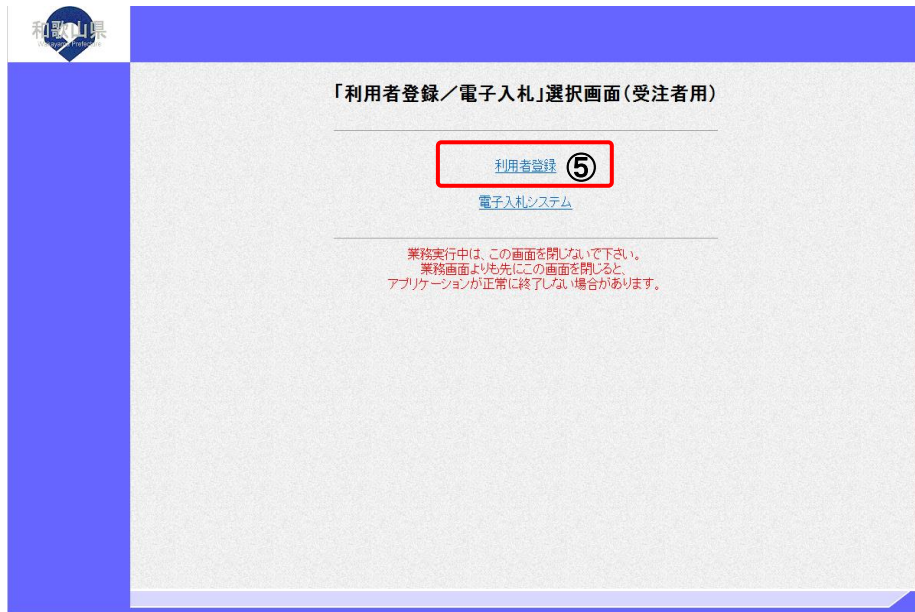 和歌山県
Wakayama Prefecture
「利用者登録／電子入札」選択画面(受注者用)
利用者登録 ⑤
電子入札システム
業務実行中は、この画面を閉じないで下さい。
業務画面よりも先にこの画面を閉じると、
アプリケーションが正常に終了しない場合があります。